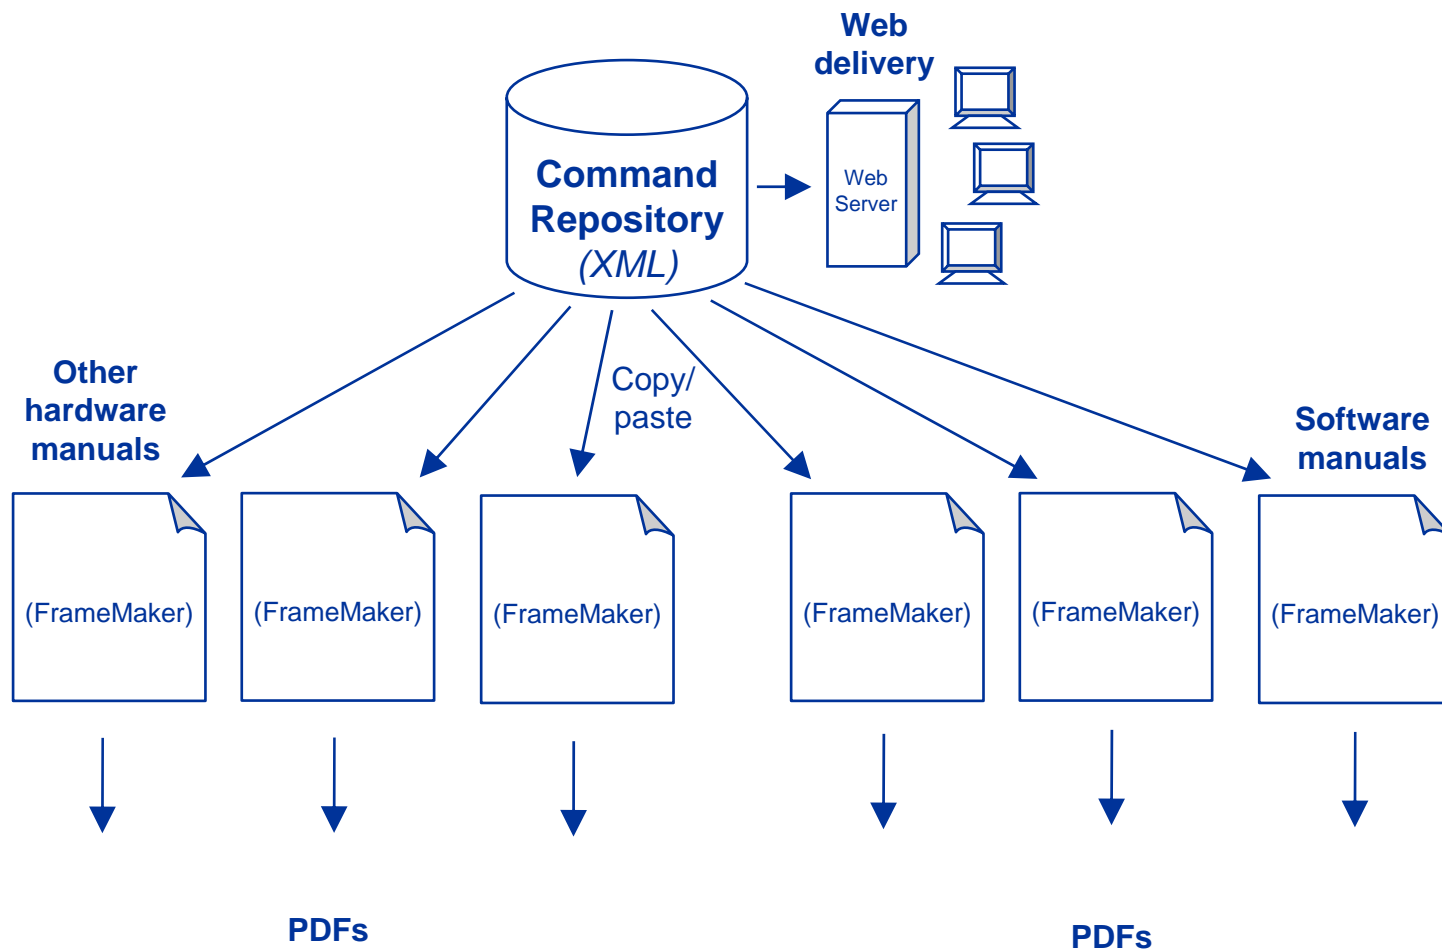 Web
delivery
Command
Repository
(XML)
Web
Server
Copy/
paste
Other
hardware
manuals
Software
manuals
(FrameMaker)
(FrameMaker)
(FrameMaker)
(FrameMaker)
(FrameMaker)
(FrameMaker)
PDFs
PDFs